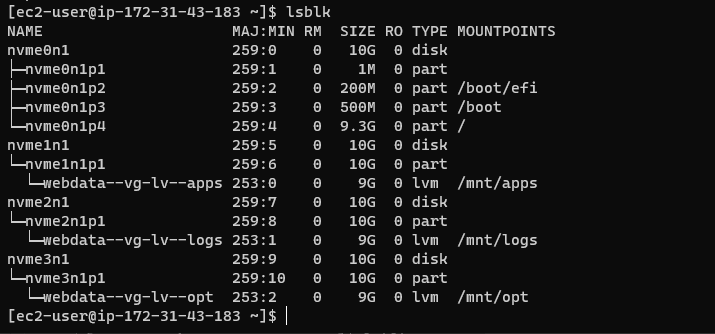 [ec2-user@ip-172-31-43-183 ~]$ lsblk
NAME                     MAJ:MIN RM  SIZE RO TYPE MOUNTPOINTS
nvme0n1                  259:0    0   10G  0 disk
├─nvme0n1p1              259:1    0    1M  0 part
├─nvme0n1p2              259:2    0  200M  0 part /boot/efi
├─nvme0n1p3              259:3    0  500M  0 part /boot
└─nvme0n1p4              259:4    0  9.3G  0 part /
nvme1n1                  259:5    0   10G  0 disk
└─nvme1n1p1              259:6    0   10G  0 part
  └─webdata--vg-lv--apps 253:0    0    9G  0 lvm  /mnt/apps
nvme2n1                  259:7    0   10G  0 disk
└─nvme2n1p1              259:8    0   10G  0 part
  └─webdata--vg-lv--logs 253:1    0    9G  0 lvm  /mnt/logs
nvme3n1                  259:9    0   10G  0 disk
└─nvme3n1p1              259:10   0   10G  0 part
  └─webdata--vg-lv--opt  253:2    0    9G  0 lvm  /mnt/opt
[ec2-user@ip-172-31-43-183 ~]$